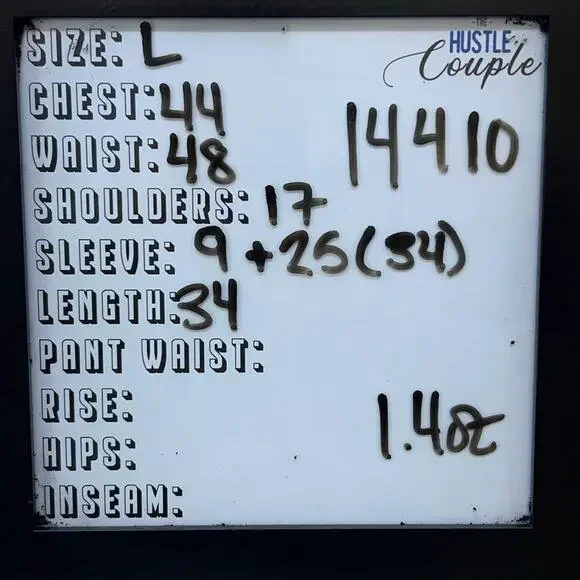 THE
HUSTLE
Couple
SIZE: L
CHEST: 44
WAIST: 48
14410
SHOULDERS: 17
SLEEVE: 9 + 25 (34)
LENGTH: 34
PANT WAIST:
RISE:
1.4oz
HIPS:
INSEAM: